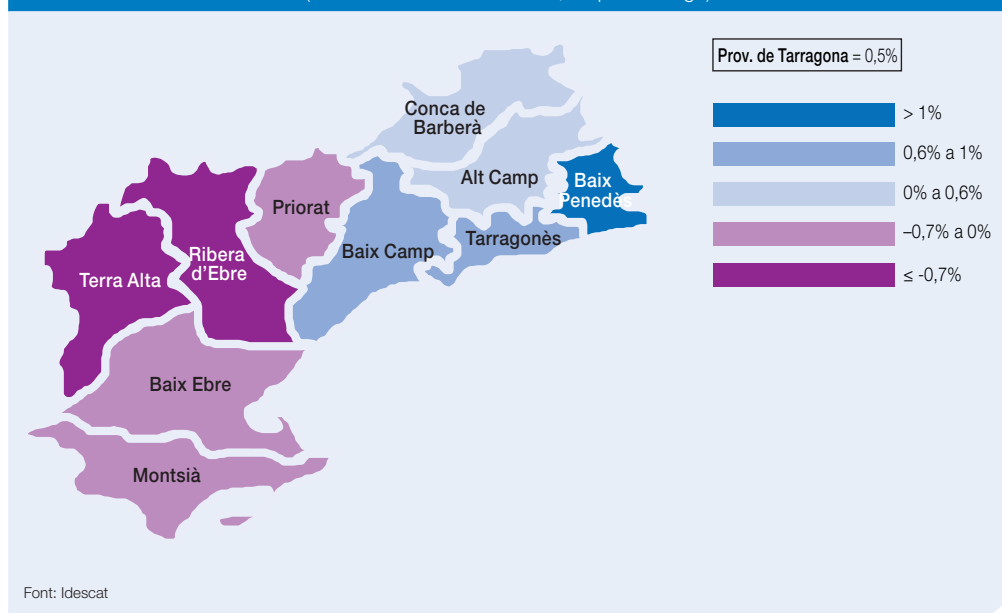 Prov. de Tarragona = 0,5%
> 1%
0,6% a 1%
0% a 0,6%
–0,7% a 0%
≤ -0,7%
Conca de
Barberà
Alt Camp
Baix
Penedès
Priorat
Tarragonès
Baix Camp
Ribera
d'Ebre
Terra Alta
Baix Ebre
Montsià
Font: Idescat